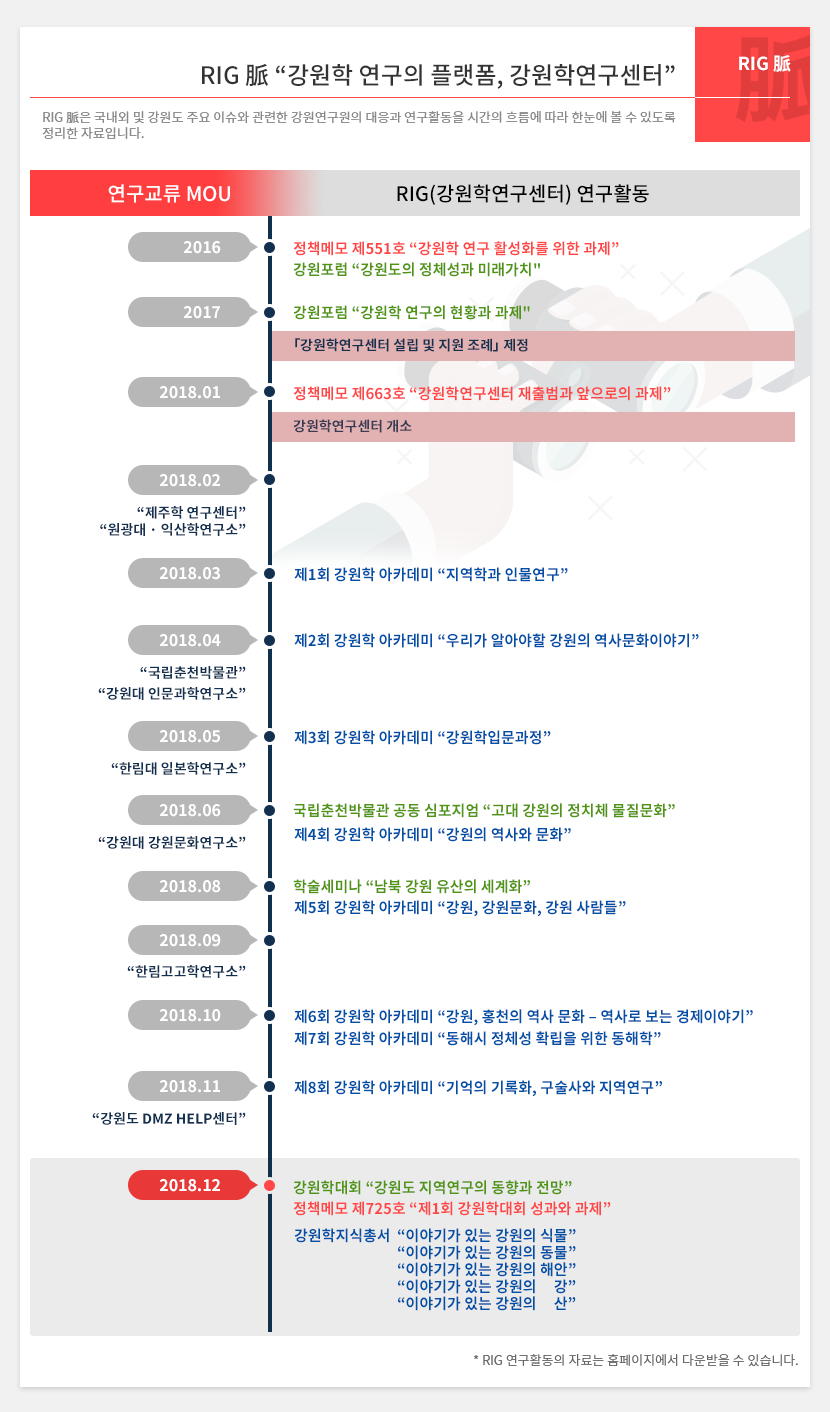 RIG 脈 “강원학 연구의 플랫폼, 강원학연구센터”
RIG 脈
脈
RIG 脈은 국내외 및 강원도 주요 이슈와 관련한 강원연구원의 대응과 연구활동을 시간의 흐름에 따라 한눈에 볼 수 있도록
정리한 자료입니다.
연구교류 MOU
RIG(강원학연구센터) 연구활동
2016
정책메모 제551호 “강원학 연구 활성화를 위한 과제”
강원포럼 “강원도의 정체성과 미래가치"
2017
강원포럼 “강원학 연구의 현황과 과제"
「강원학연구센터 설립 및 지원 조례」 제정
2018.01
정책메모 제663호 “강원학연구센터 재출범과 앞으로의 과제”
강원학연구센터 개소
2018.02
“제주학 연구센터”
“원광대 · 익산학연구소”
2018.03
제1회 강원학 아카데미 “지역학과 인물연구”
2018.04
제2회 강원학 아카데미 “우리가 알아야할 강원의 역사문화이야기”
“국립춘천박물관”
“강원대 인문과학연구소”
2018.05
제3회 강원학 아카데미 “강원학입문과정”
“한림대 일본학연구소”
2018.06
국립춘천박물관 공동 심포지엄 “고대 강원의 정치체 물질문화”
제4회 강원학 아카데미 “강원의 역사와 문화”
“강원대 강원문화연구소”
2018.08
학술세미나 “남북 강원 유산의 세계화”
제5회 강원학 아카데미 “강원, 강원문화, 강원 사람들”
2018.09
“한림고고학연구소”
2018.10
제6회 강원학 아카데미 “강원, 홍천의 역사 문화 – 역사로 보는 경제이야기”
제7회 강원학 아카데미 “동해시 정체성 확립을 위한 동해학”
2018.11
제8회 강원학 아카데미 “기억의 기록화, 구술사와 지역연구”
“강원도 DMZ HELP센터”
2018.12
강원학대회 “강원도 지역연구의 동향과 전망”
정책메모 제725호 “제1회 강원학대회 성과와 과제”
강원학지식총서 “이야기가 있는 강원의 식물”
“이야기가 있는 강원의 동물”
“이야기가 있는 강원의 해안”
“이야기가 있는 강원의 강”
“이야기가 있는 강원의 산”
* RIG 연구활동의 자료는 홈페이지에서 다운받을 수 있습니다.